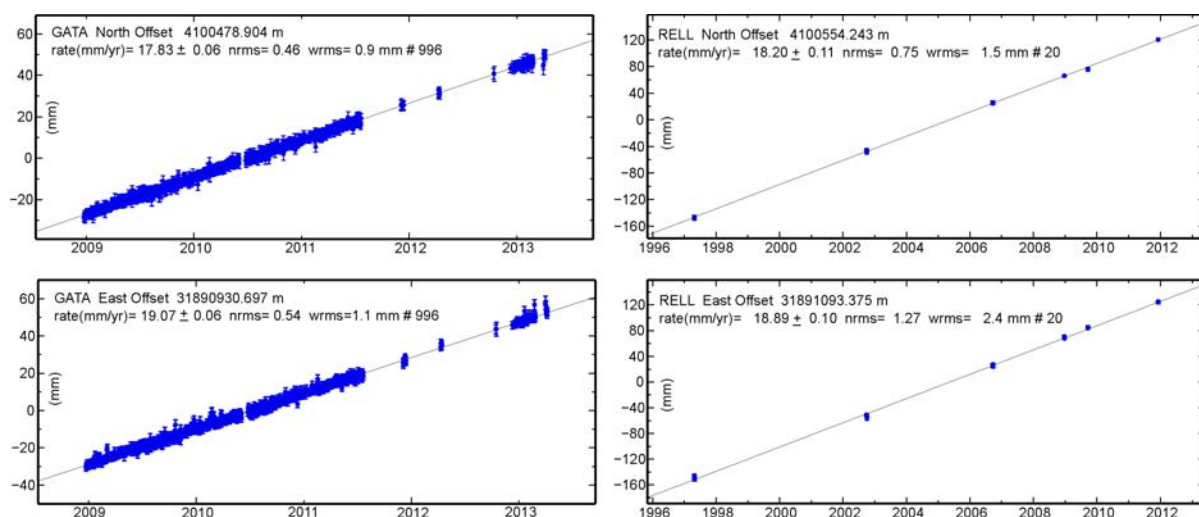 GATA North Offset 4100478.904 m
rate(mm/yr)= 17.83 ± 0.06 nrms= 0.46 wrms= 0.9 mm # 996
60
40
20
0
−20
(mm)
2009 2010 2011 2012 2013
RELL North Offset 4100554.243 m
rate(mm/yr)= 18.20 ± 0.11 nrms= 0.75 wrms= 1.5 mm # 20
120
80
40
0
−40
−80
−120
−160
(mm)
1996 1998 2000 2002 2004 2006 2008 2010 2012
GATA East Offset 31890930.697 m
rate(mm/yr)= 19.07 ± 0.06 nrms= 0.54 wrms=1.1 mm # 996
60
40
20
0
−20
−40
(mm)
2009 2010 2011 2012 2013
RELL East Offset 31891093.375 m
rate(mm/yr)= 18.89 ± 0.10 nrms= 1.27 wrms= 2.4 mm # 20
120
80
40
0
−40
−80
−120
−160
(mm)
1996 1998 2000 2002 2004 2006 2008 2010 2012